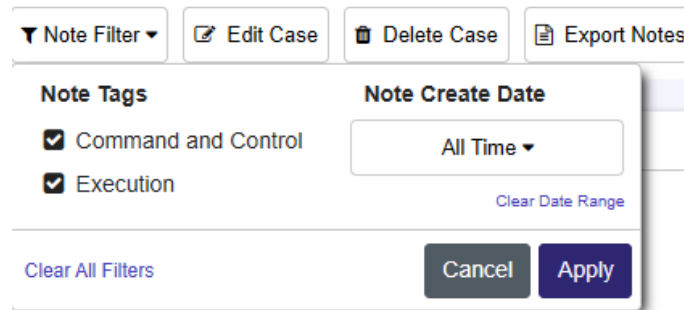 Note Filter Edit Case Delete Case Export Notes
Note Tags Note Create Date
Command and Control All Time
Execution
Clear Date Range
Clear All Filters Cancel Apply